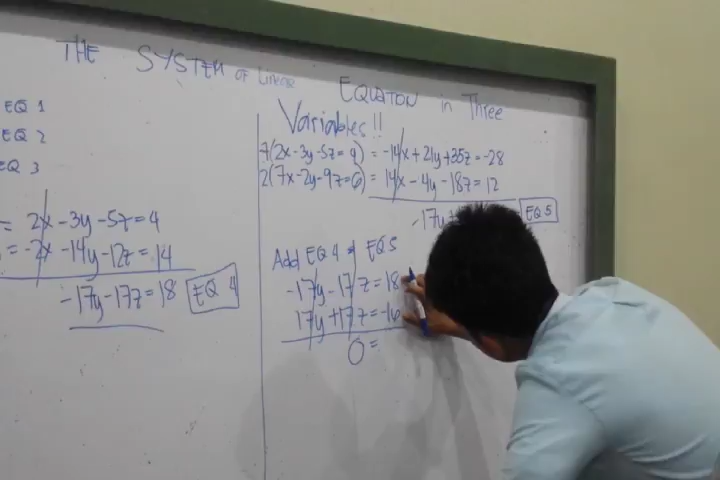 THE SYSTEM OF Linear EQUATION in Three
Variables!!
EQ 1
EQ 2
EQ 3
= 2x -3y -5z = 4
= -2x -14y -12z = 14
-17y -17z = 18 EQ 4
7(2x -3y -5z = 4) = -14x + 21y + 35z = -28
2(7x -2y -9z = 6) = 14x - 4y - 18z = 12
-17y EQ 5
Add EQ 4 & EQ 5
-17y - 17z = 18
17y + 17z = -16
0 =